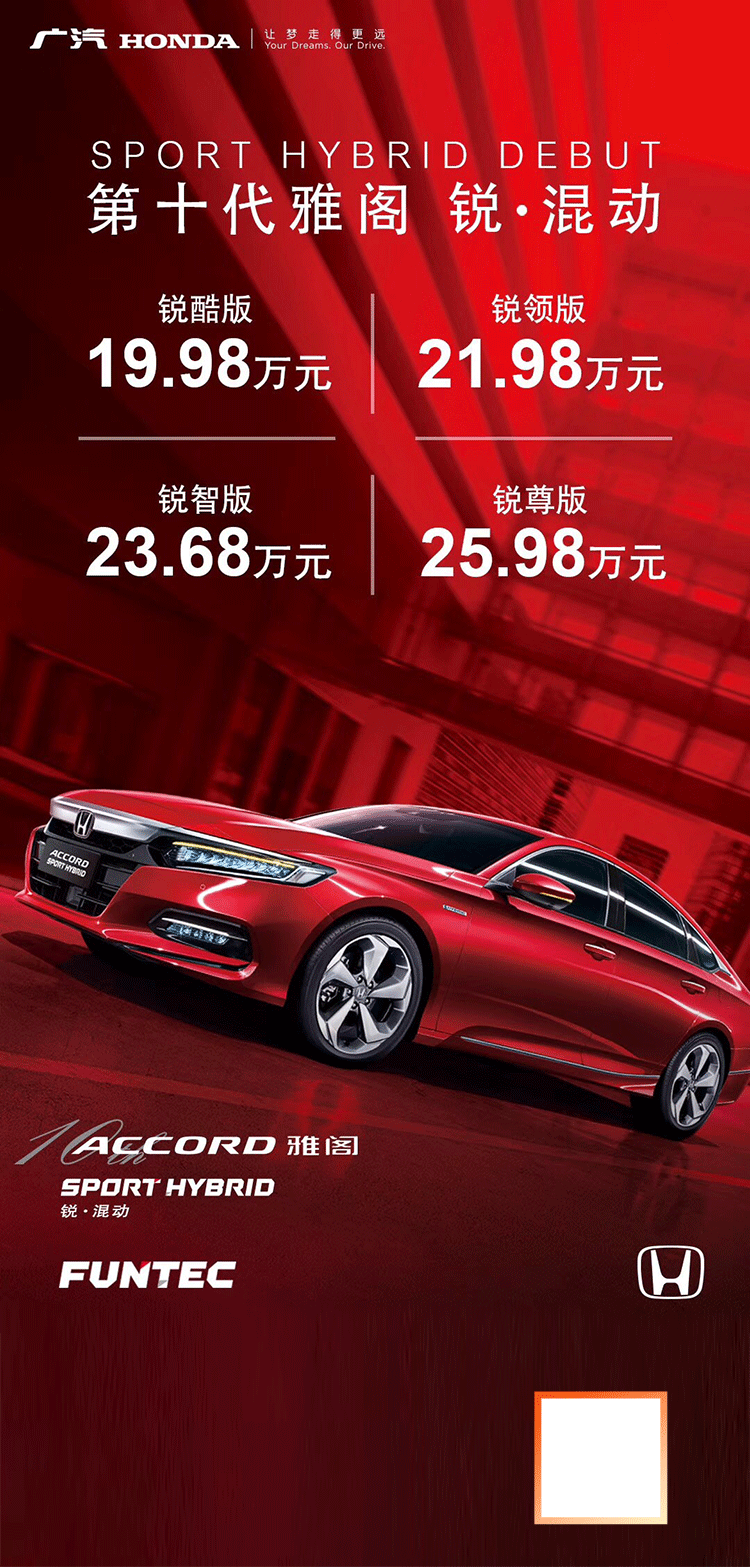 广汽 HONDA 让梦走得更远
Your Dreams. Our Drive.
SPORT HYBRID DEBUT
第十代雅阁 锐·混动
锐酷版
19.98万元
锐领版
21.98万元
锐智版
23.68万元
锐尊版
25.98万元
ACCORD
SPORT HYBRID
10th ACCORD 雅阁
SPORT HYBRID
锐·混动
FUNTEC